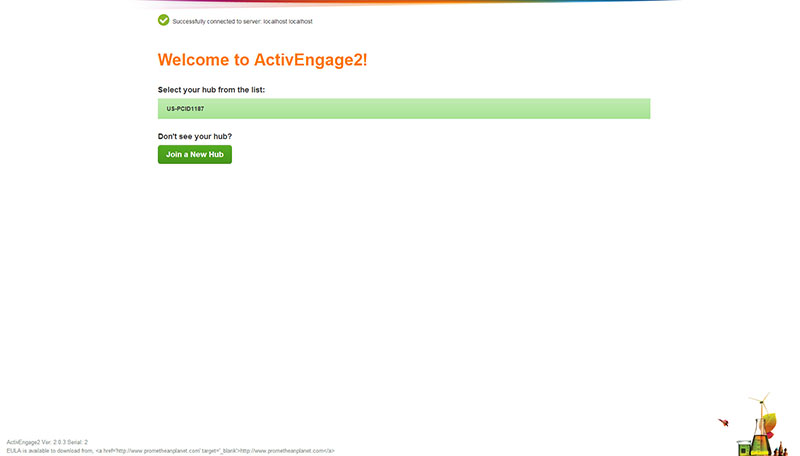 Successfully connected to server: localhost localhost
Welcome to ActivEngage2!
Select your hub from the list:
US-PCID1187
Don't see your hub?
Join a New Hub
ActivEngage2 Ver: 2.0.3 Serial: 2
EULA is available to download from, <a href='http://www.prometheanplanet.com' target='_blank'>http://www.prometheanplanet.com</a>